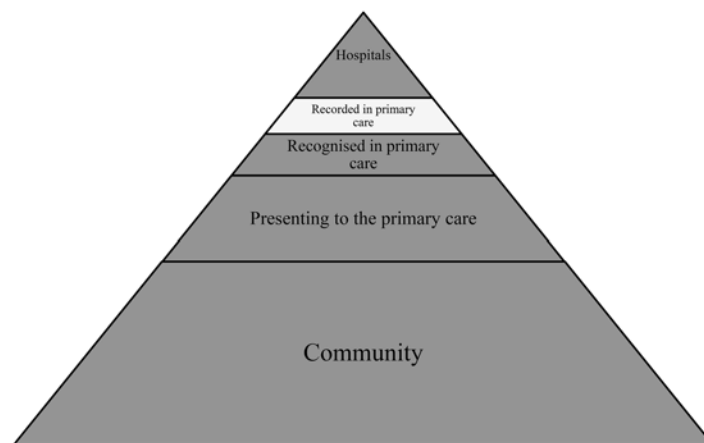 Hospitals
Recorded in primary
care
Recognised in primary
care
Presenting to the primary care
Community